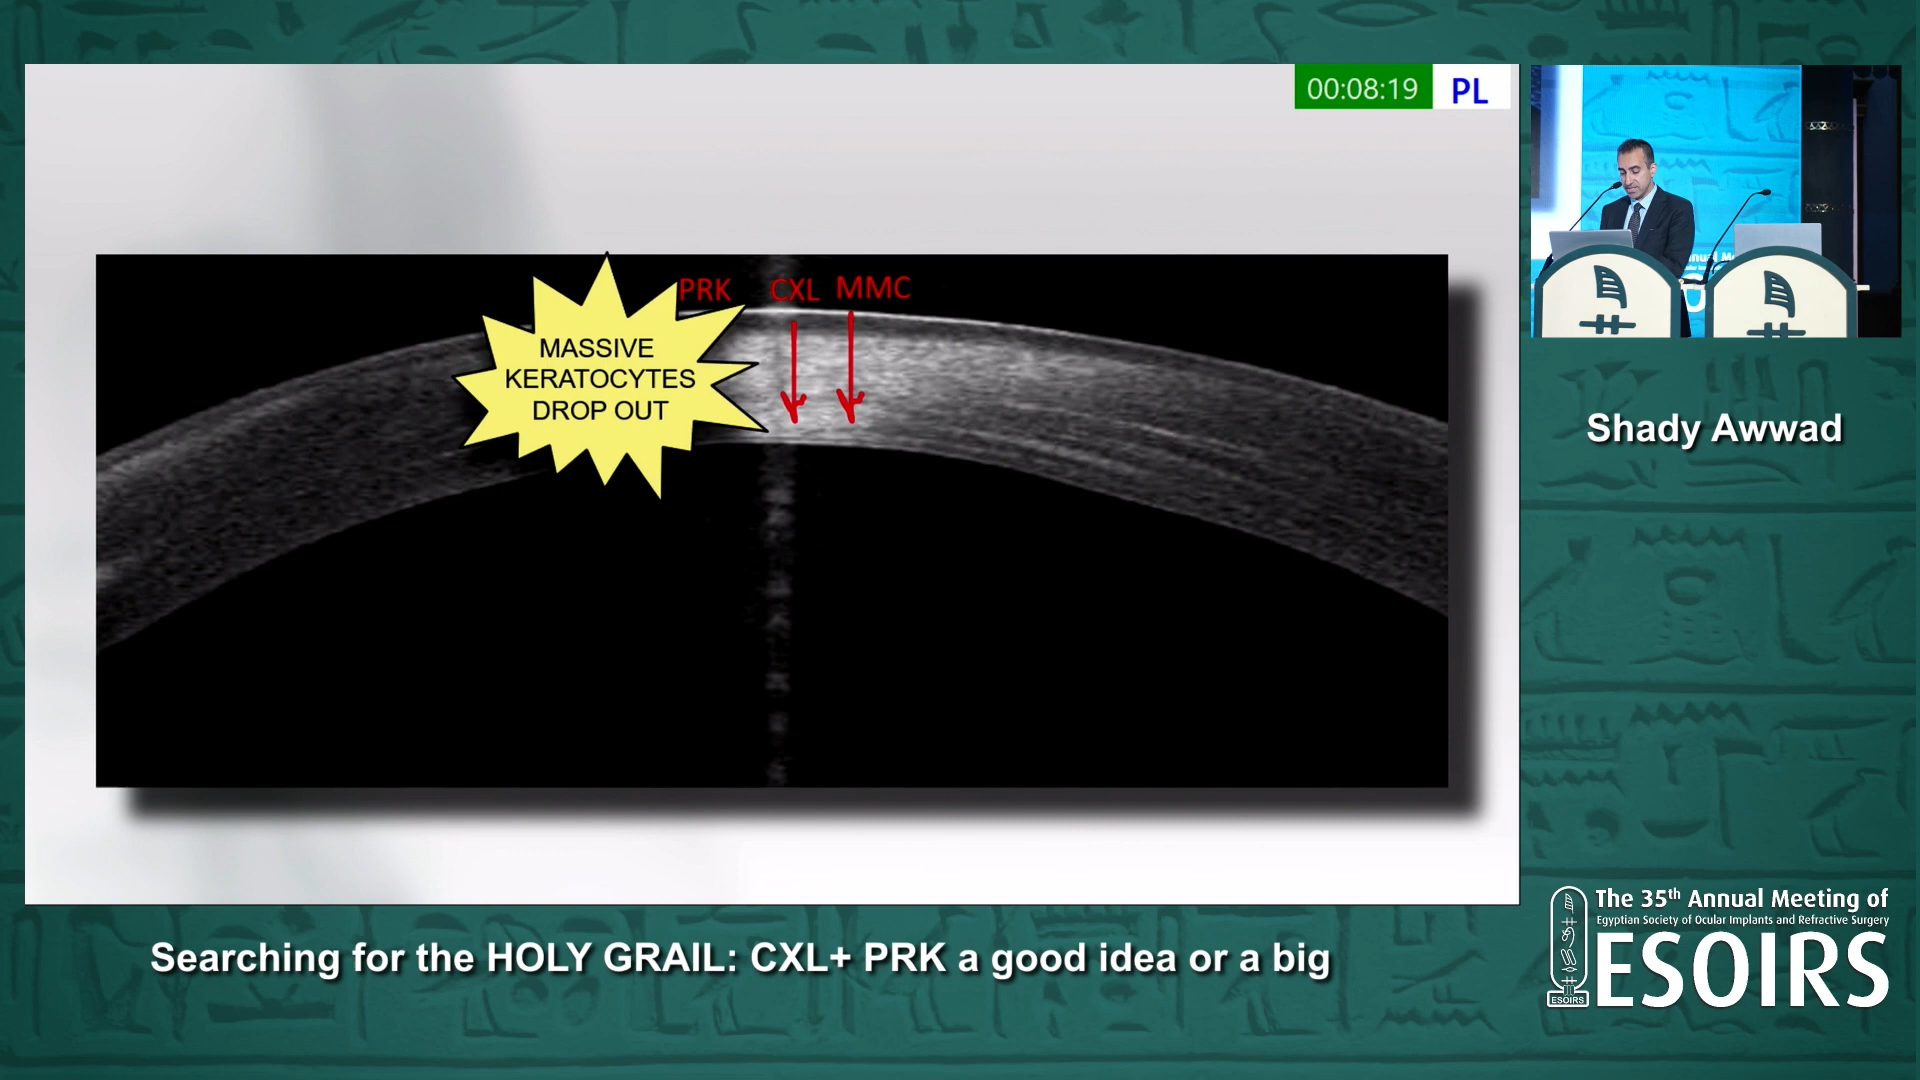 00:08:19 PL
PRK CXL MMC
MASSIVE
KERATOCYTES
DROP OUT
Shady Awwad
Searching for the HOLY GRAIL: CXL+ PRK a good idea or a big
The 35th Annual Meeting of
Egyptian Society of Ocular Implants and Refractive Surgery
ESOIRS
ESOIRS